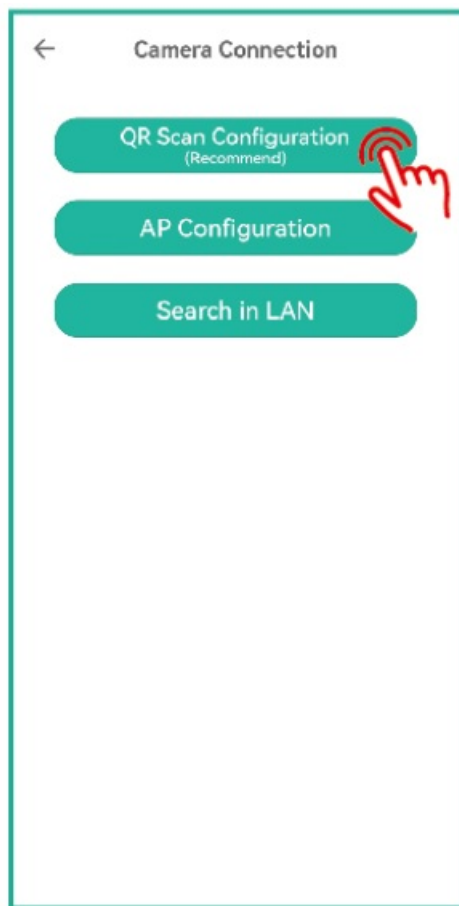 Camera Connection
QR Scan Configuration
(Recommend)
AP Configuration
Search in LAN